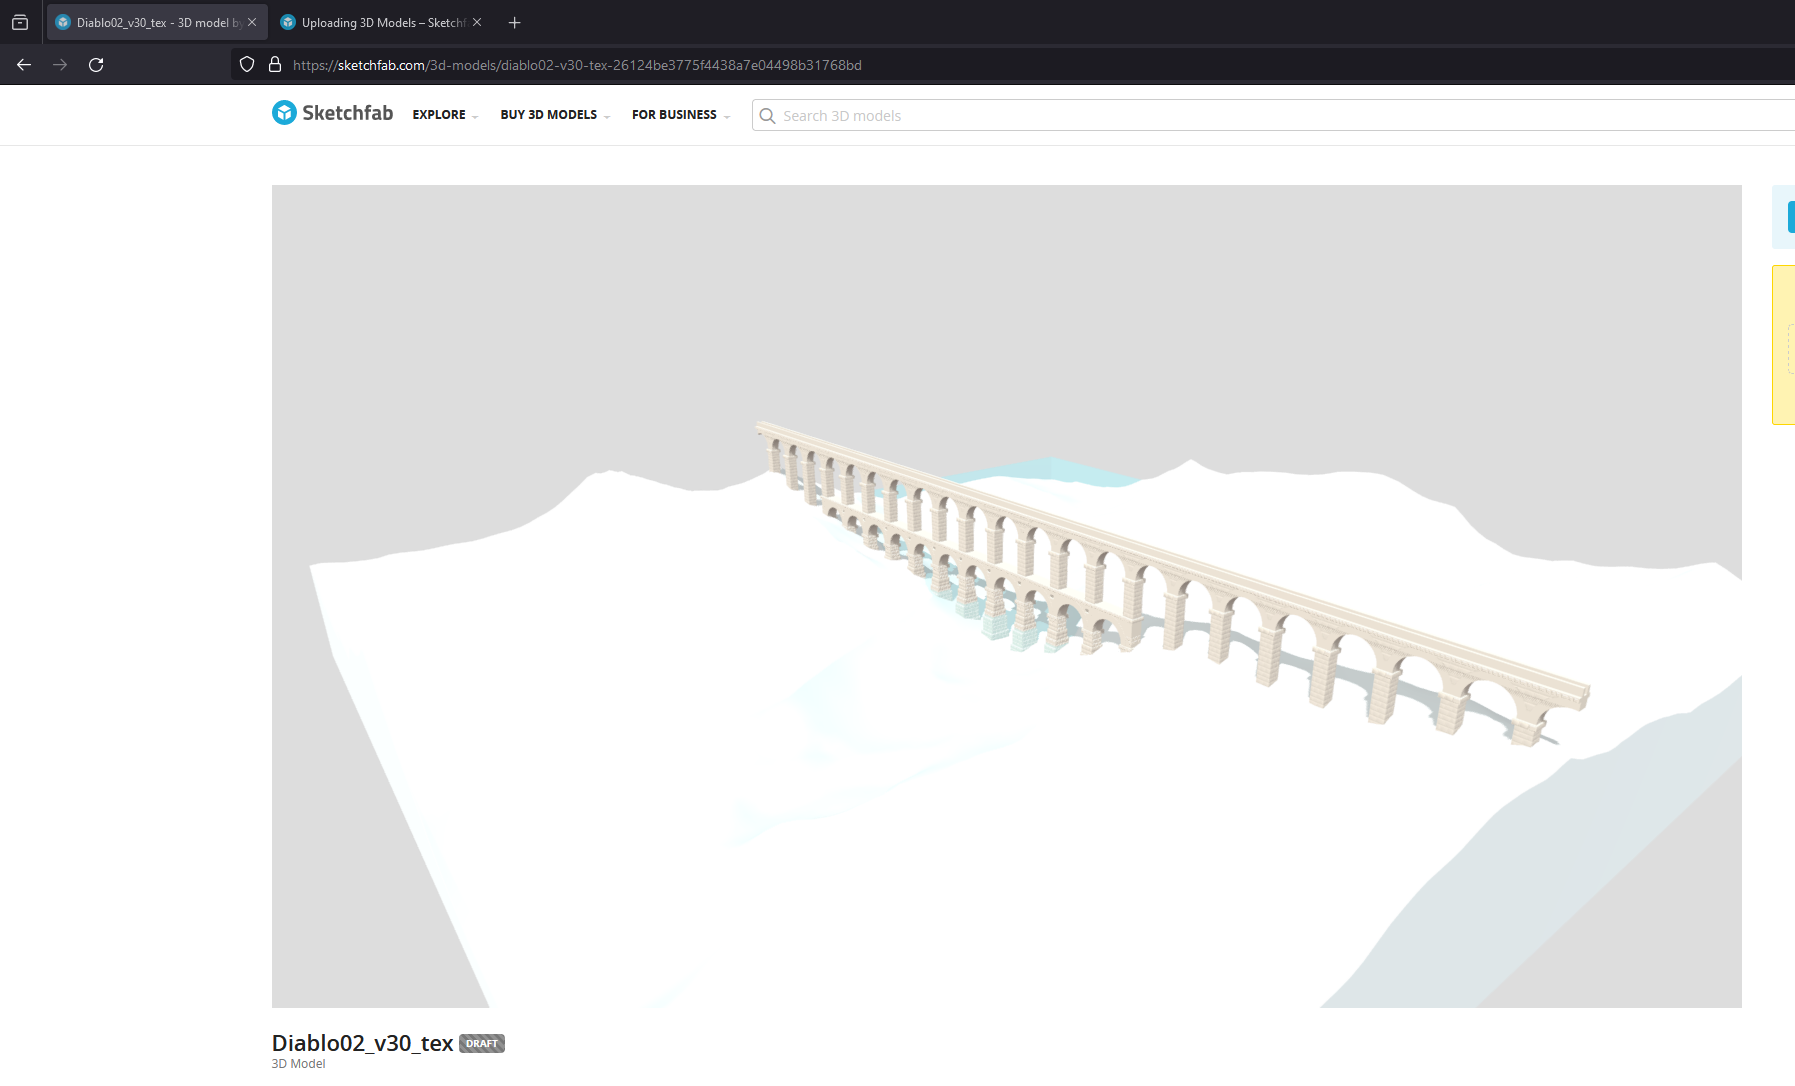 Diablo02_v30_tex - 3D model by
Uploading 3D Models – Sketchf
https://sketchfab.com/3d-models/diablo02-v30-tex-26124be3775f4438a7e04498b31768bd
Sketchfab EXPLORE BUY 3D MODELS FOR BUSINESS Search 3D models
Diablo02_v30_tex DRAFT
3D Model